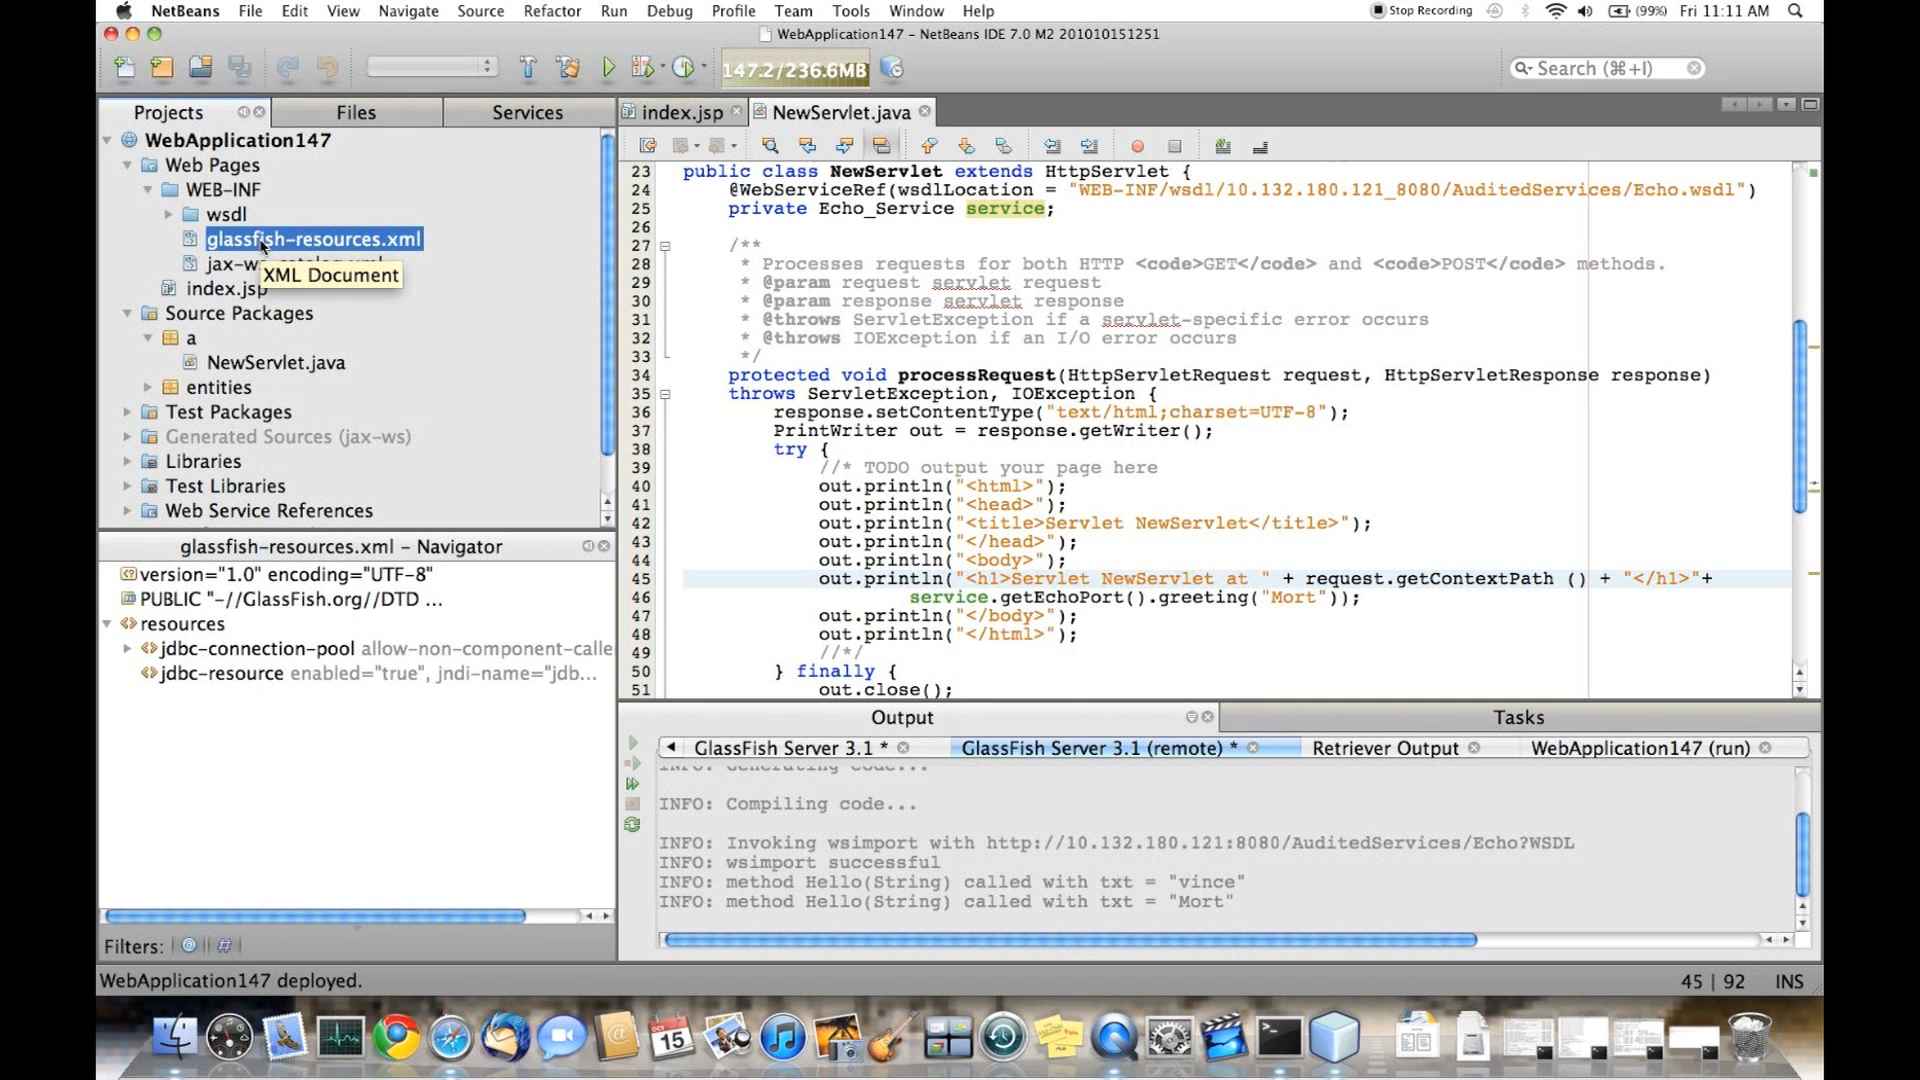 NetBeans File Edit View Navigate Source Refactor Run Debug Profile Team Tools Window Help Stop Recording (99%) Fri 11:11 AM
WebApplication147 – NetBeans IDE 7.0 M2 201010151251
147.2/236.6MB Search (⌘+I)
Projects Files Services index.jsp NewServlet.java
WebApplication147
Web Pages
WEB-INF
wsdl
glassfish-resources.xml
XML Document
index.jsp
Source Packages
a
NewServlet.java
entities
Test Packages
Generated Sources (jax-ws)
Libraries
Test Libraries
Web Service References
glassfish-resources.xml – Navigator
version="1.0" encoding="UTF-8"
PUBLIC "-//GlassFish.org//DTD ...
resources
jdbc-connection-pool allow-non-component-calle
jdbc-resource enabled="true", jndi-name="jdb...
Filters:
23 public class NewServlet extends HttpServlet {
24 @WebServiceRef(wsdlLocation = "WEB-INF/wsdl/10.132.180.121_8080/AuditedServices/Echo.wsdl")
25 private Echo_Service service;
26
27 /**
28 * Processes requests for both HTTP <code>GET</code> and <code>POST</code> methods.
29 * @param request servlet request
30 * @param response servlet response
31 * @throws ServletException if a servlet-specific error occurs
32 * @throws IOException if an I/O error occurs
33 */
34 protected void processRequest(HttpServletRequest request, HttpServletResponse response)
35 throws ServletException, IOException {
36 response.setContentType("text/html;charset=UTF-8");
37 PrintWriter out = response.getWriter();
38 try {
39 //* TODO output your page here
40 out.println("<html>");
41 out.println("<head>");
42 out.println("<title>Servlet NewServlet</title>");
43 out.println("</head>");
44 out.println("<body>");
45 out.println("<h1>Servlet NewServlet at " + request.getContextPath () + "</h1>"+
46 service.getEchoPort().greeting("Mort"));
47 out.println("</body>");
48 out.println("</html>");
49 //*/
50 } finally {
51 out.close();
Output Tasks
GlassFish Server 3.1 * GlassFish Server 3.1 (remote) * Retriever Output WebApplication147 (run)
INFO: Generating code...
INFO: Compiling code...
INFO: Invoking wsimport with http://10.132.180.121:8080/AuditedServices/Echo?WSDL
INFO: wsimport successful
INFO: method Hello(String) called with txt = "vince"
INFO: method Hello(String) called with txt = "Mort"
WebApplication147 deployed. 45 | 92 INS
OCT
15